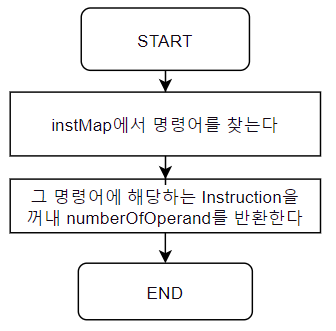 START
instMap에서 명령어를 찾는다
그 명령어에 해당하는 Instruction을
꺼내 numberOfOperand를 반환한다
END